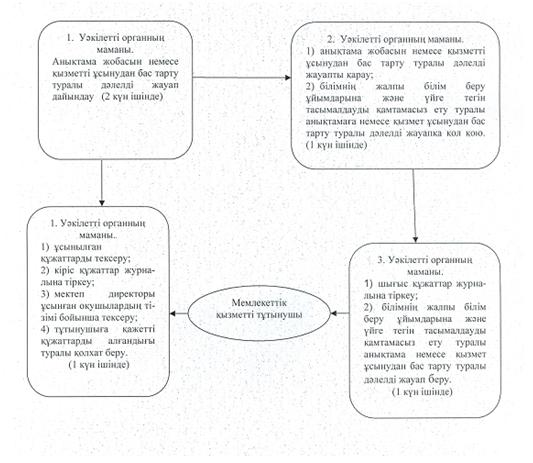 1. Уәкілетті органның
маманы.
Анықтама жобасын немесе
қызметті ұсынудан бас тарту
туралы дәлелді жауап
дайындау (2 күн ішінде)
2. Уәкілетті органның маманы.
1) анықтама жобасын немесе қызметті
ұсынудан бас тарту туралы дәлелді
жауапты қарау;
2) білімнің жалпы білім беру
ұйымдарына және үйге тегін
тасымалдауды қамтамасыз ету туралы
анықтамаға немесе қызмет ұсынудан бас
тарту туралы дәлелді жауапқа қол қою.
(1 күн ішінде)
1. Уәкілетті органның
маманы.
1) ұсынылған
құжаттарды тексеру;
2) кіріс құжаттар журна-
лына тіркеу;
3) мектеп директоры
ұсынған оқушылардың ті-
зімі бойынша тексеру;
4) тұтынушыға қажетті
құжаттарды алғандығы
туралы қолхат беру.
(1 күн ішінде)
Мемлекеттік
қызметті тұтынушы
3. Уәкілетті органның
маманы.
1) шығыс құжаттар журна-
лына тіркеу;
2) білімнің жалпы білім
беру ұйымдарына және
үйге тегін тасымалдауды
қамтамасыз ету туралы
анықтама немесе қызмет
ұсынудан бас тарту туралы
дәлелді жауап беру.
(1 күн ішінде)